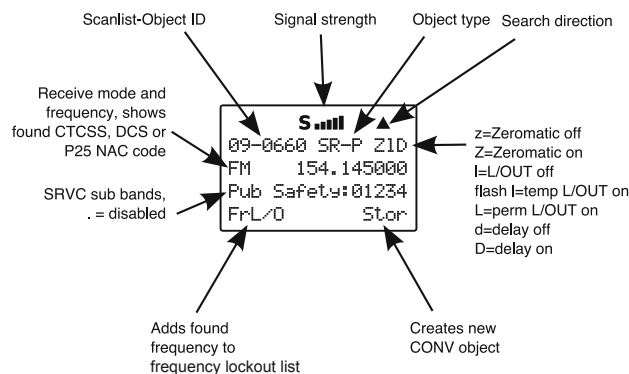 Scanlist-Object ID
Signal strength
Object type
Search direction
Receive mode and
frequency, shows
found CTCSS, DCS or
P25 NAC code
SRVC sub bands,
. = disabled
S
09-0660 SR-P ZlD
FM 154.145000
Pub Safety:01234
FrL/O Stor
z=Zeromatic off
Z=Zeromatic on
l=L/OUT off
flash l=temp L/OUT on
L=perm L/OUT on
d=delay off
D=delay on
Adds found
frequency to
frequency lockout list
Creates new
CONV object